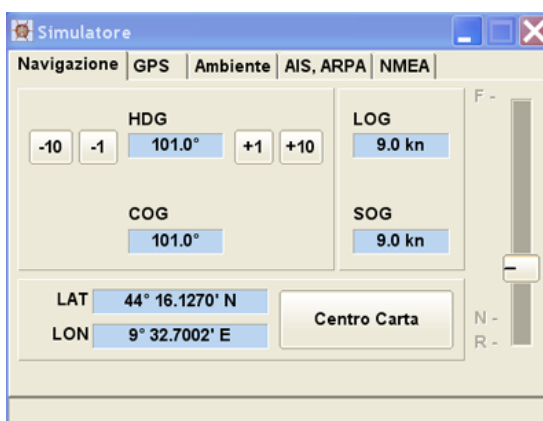 Simulatore
Navigazione GPS Ambiente AIS, ARPA NMEA
F -
HDG LOG
-10 -1 101.0° +1 +10 9.0 kn
COG SOG
101.0° 9.0 kn
LAT 44° 16.1270' N
Centro Carta
LON 9° 32.7002' E
N -
R -